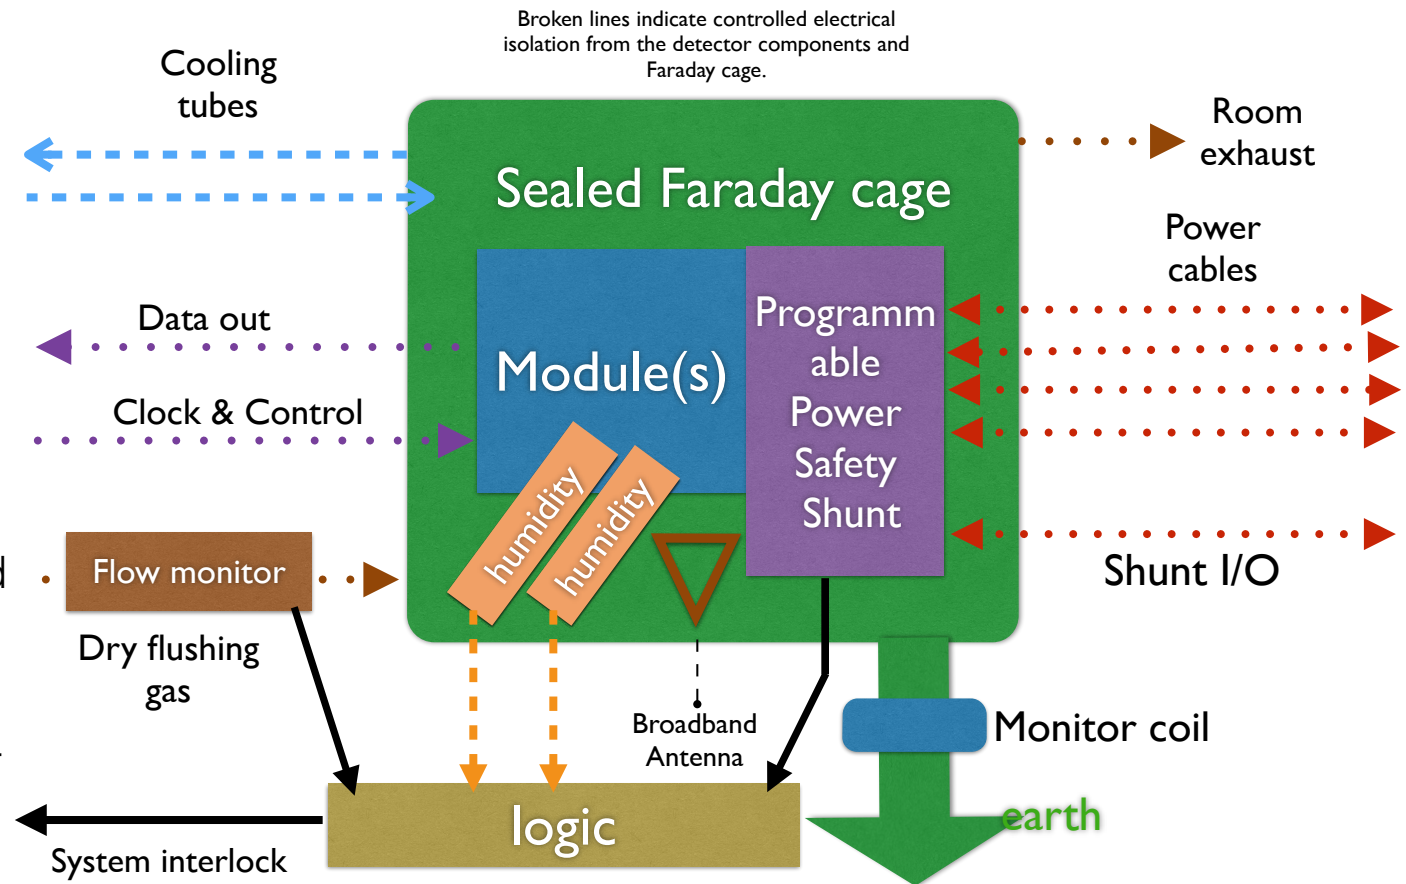 Broken lines indicate controlled electrical
isolation from the detector components and
Faraday cage.
Cooling
tubes
Room
exhaust
Sealed Faraday cage
Power
cables
Data out
Programm
able
Power
Safety
Shunt
Module(s)
Clock & Control
humidity
humidity
Flow monitor
Shunt I/O
Dry flushing
gas
Broadband
Antenna
Monitor coil
earth
logic
System interlock